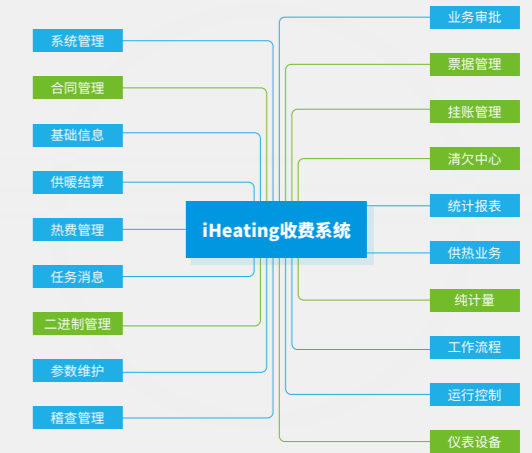 系统管理
合同管理
基础信息
供暖结算
热费管理
任务消息
二进制管理
参数维护
稽查管理
iHeating收费系统
业务审批
票据管理
挂账管理
清欠中心
统计报表
供热业务
纯计量
工作流程
运行控制
仪表设备